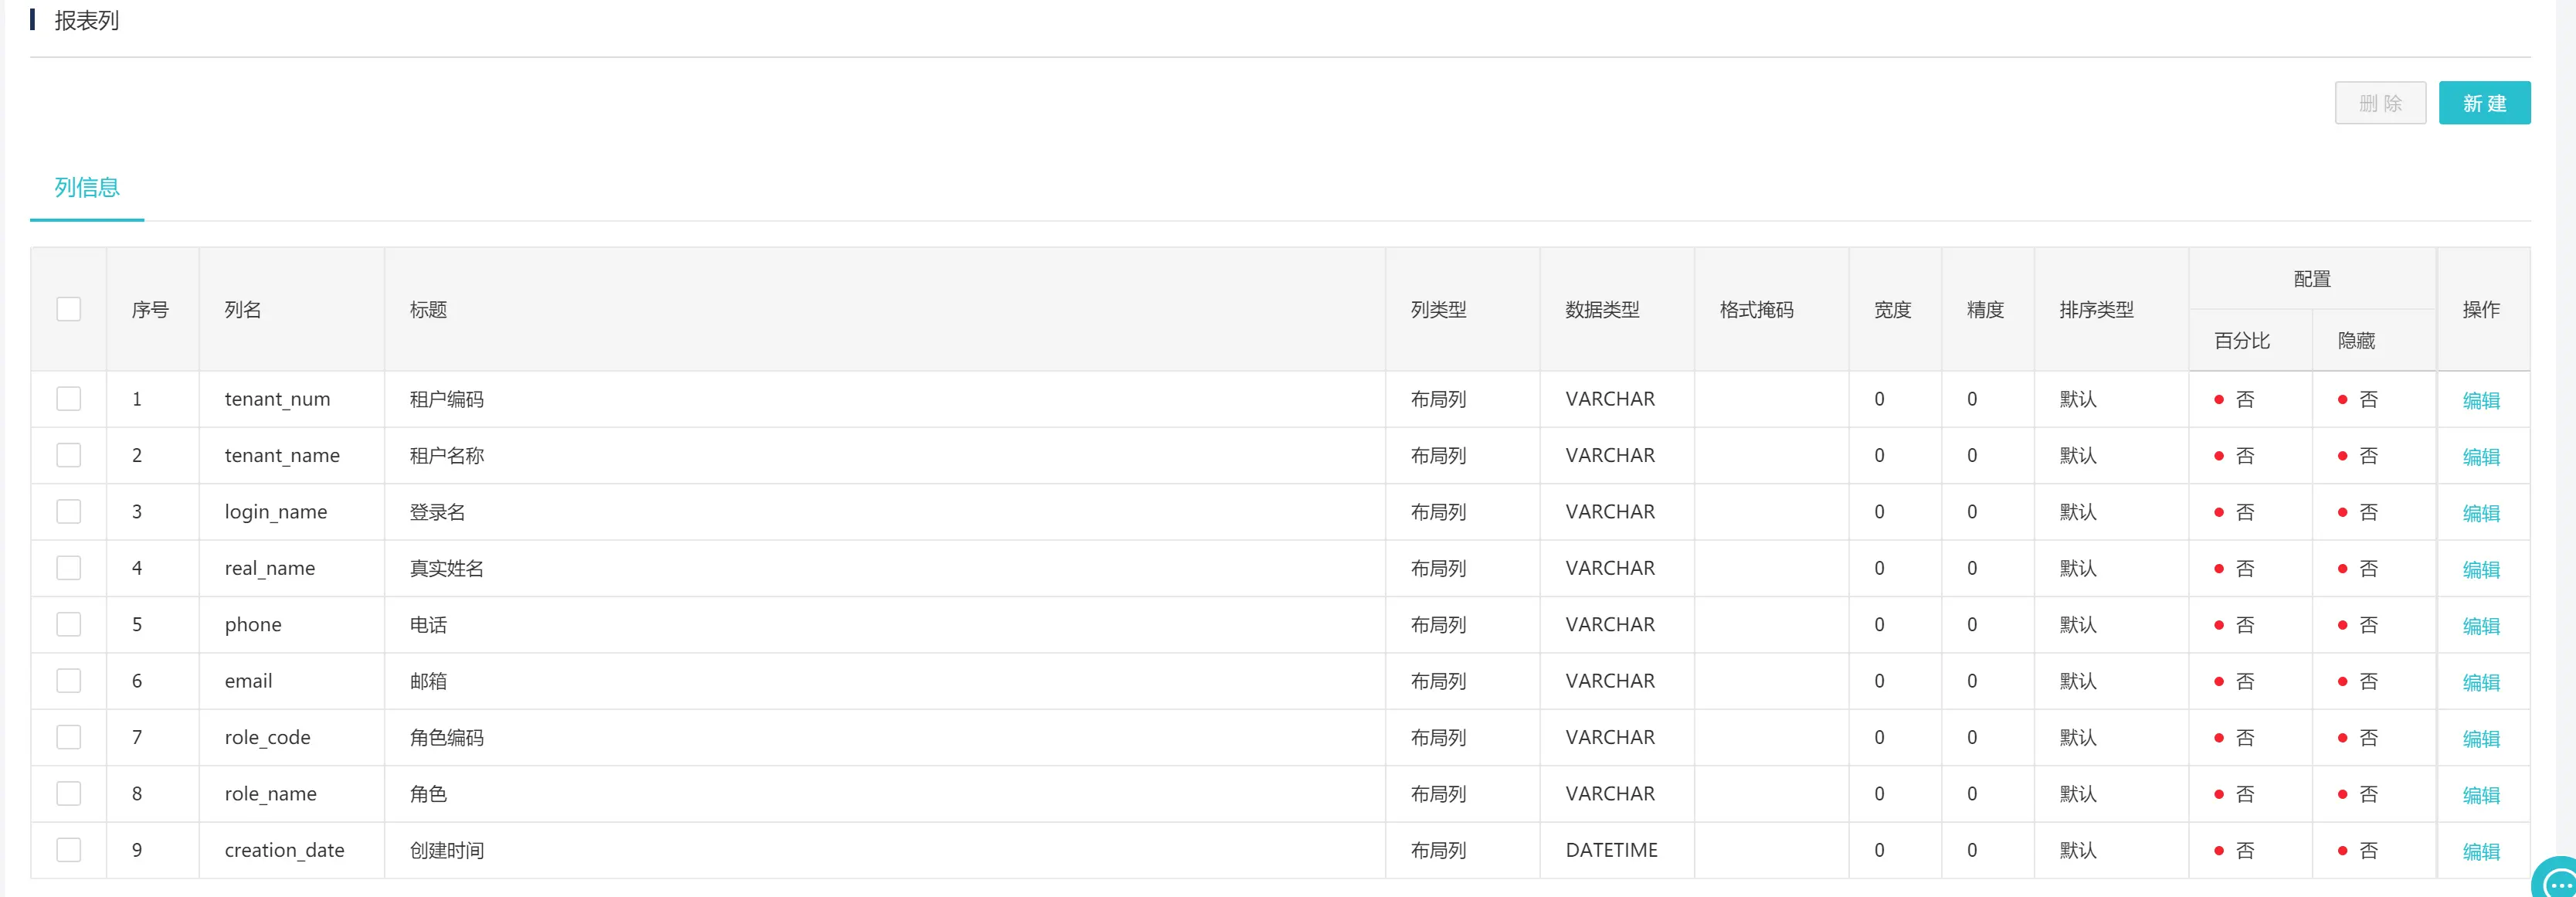 报表列
删 除 新 建
列信息
序号 列名 标题 列类型 数据类型 格式掩码 宽度 精度 排序类型 配置 操作
百分比 隐藏
1 tenant_num 租户编码 布局列 VARCHAR 0 0 默认 否 否 编辑
2 tenant_name 租户名称 布局列 VARCHAR 0 0 默认 否 否 编辑
3 login_name 登录名 布局列 VARCHAR 0 0 默认 否 否 编辑
4 real_name 真实姓名 布局列 VARCHAR 0 0 默认 否 否 编辑
5 phone 电话 布局列 VARCHAR 0 0 默认 否 否 编辑
6 email 邮箱 布局列 VARCHAR 0 0 默认 否 否 编辑
7 role_code 角色编码 布局列 VARCHAR 0 0 默认 否 否 编辑
8 role_name 角色 布局列 VARCHAR 0 0 默认 否 否 编辑
9 creation_date 创建时间 布局列 DATETIME 0 0 默认 否 否 编辑